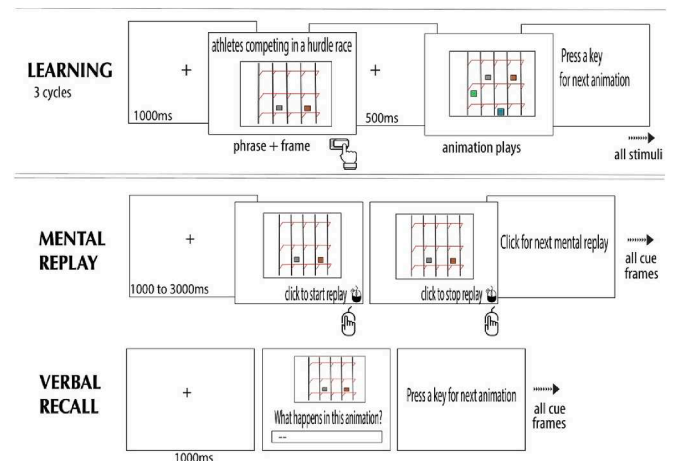 LEARNING
3 cycles
+
1000ms
athletes competing in a hurdle race
phrase + frame
+
500ms
animation plays
Press a key
for next animation
all stimuli
MENTAL
REPLAY
+
1000 to 3000ms
click to start replay
click to stop replay
Click for next mental replay
all cue
frames
VERBAL
RECALL
+
1000ms
What happens in this animation?
--
Press a key for next animation
all cue
frames